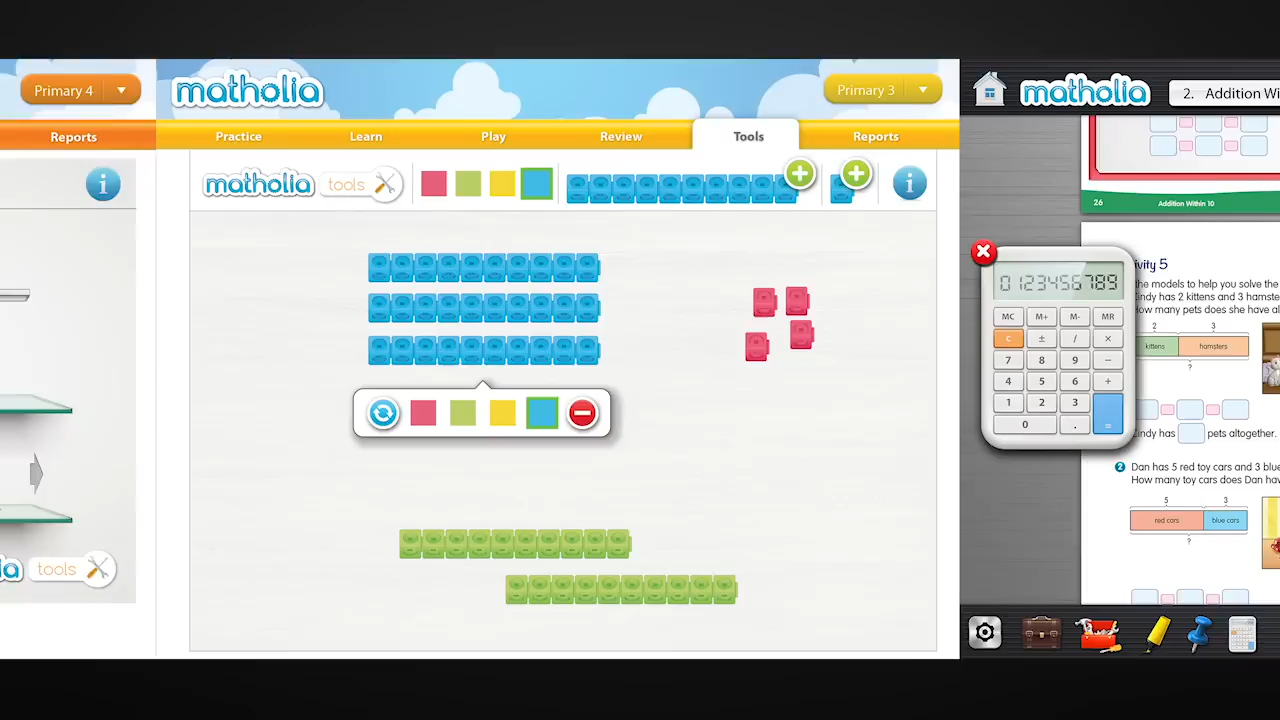 Primary 4
Reports
tools
matholia
Primary 3
Practice
Learn
Play
Review
Tools
Reports
matholia
tools
matholia
2. Addition Wi
26
Addition Within 10
ivity 5
the models to help you solve the
indy has 2 kittens and 3 hamste
How many pets does she have al
2
3
kittens
hamsters
?
indy has
pets altogether.
2
Dan has 5 red toy cars and 3 blue
How many toy cars does Dan hav
5
3
red cars
blue cars
?
0123456789
MC
M+
M-
MR
C
±
/
×
7
8
9
−
4
5
6
+
1
2
3
=
0
.